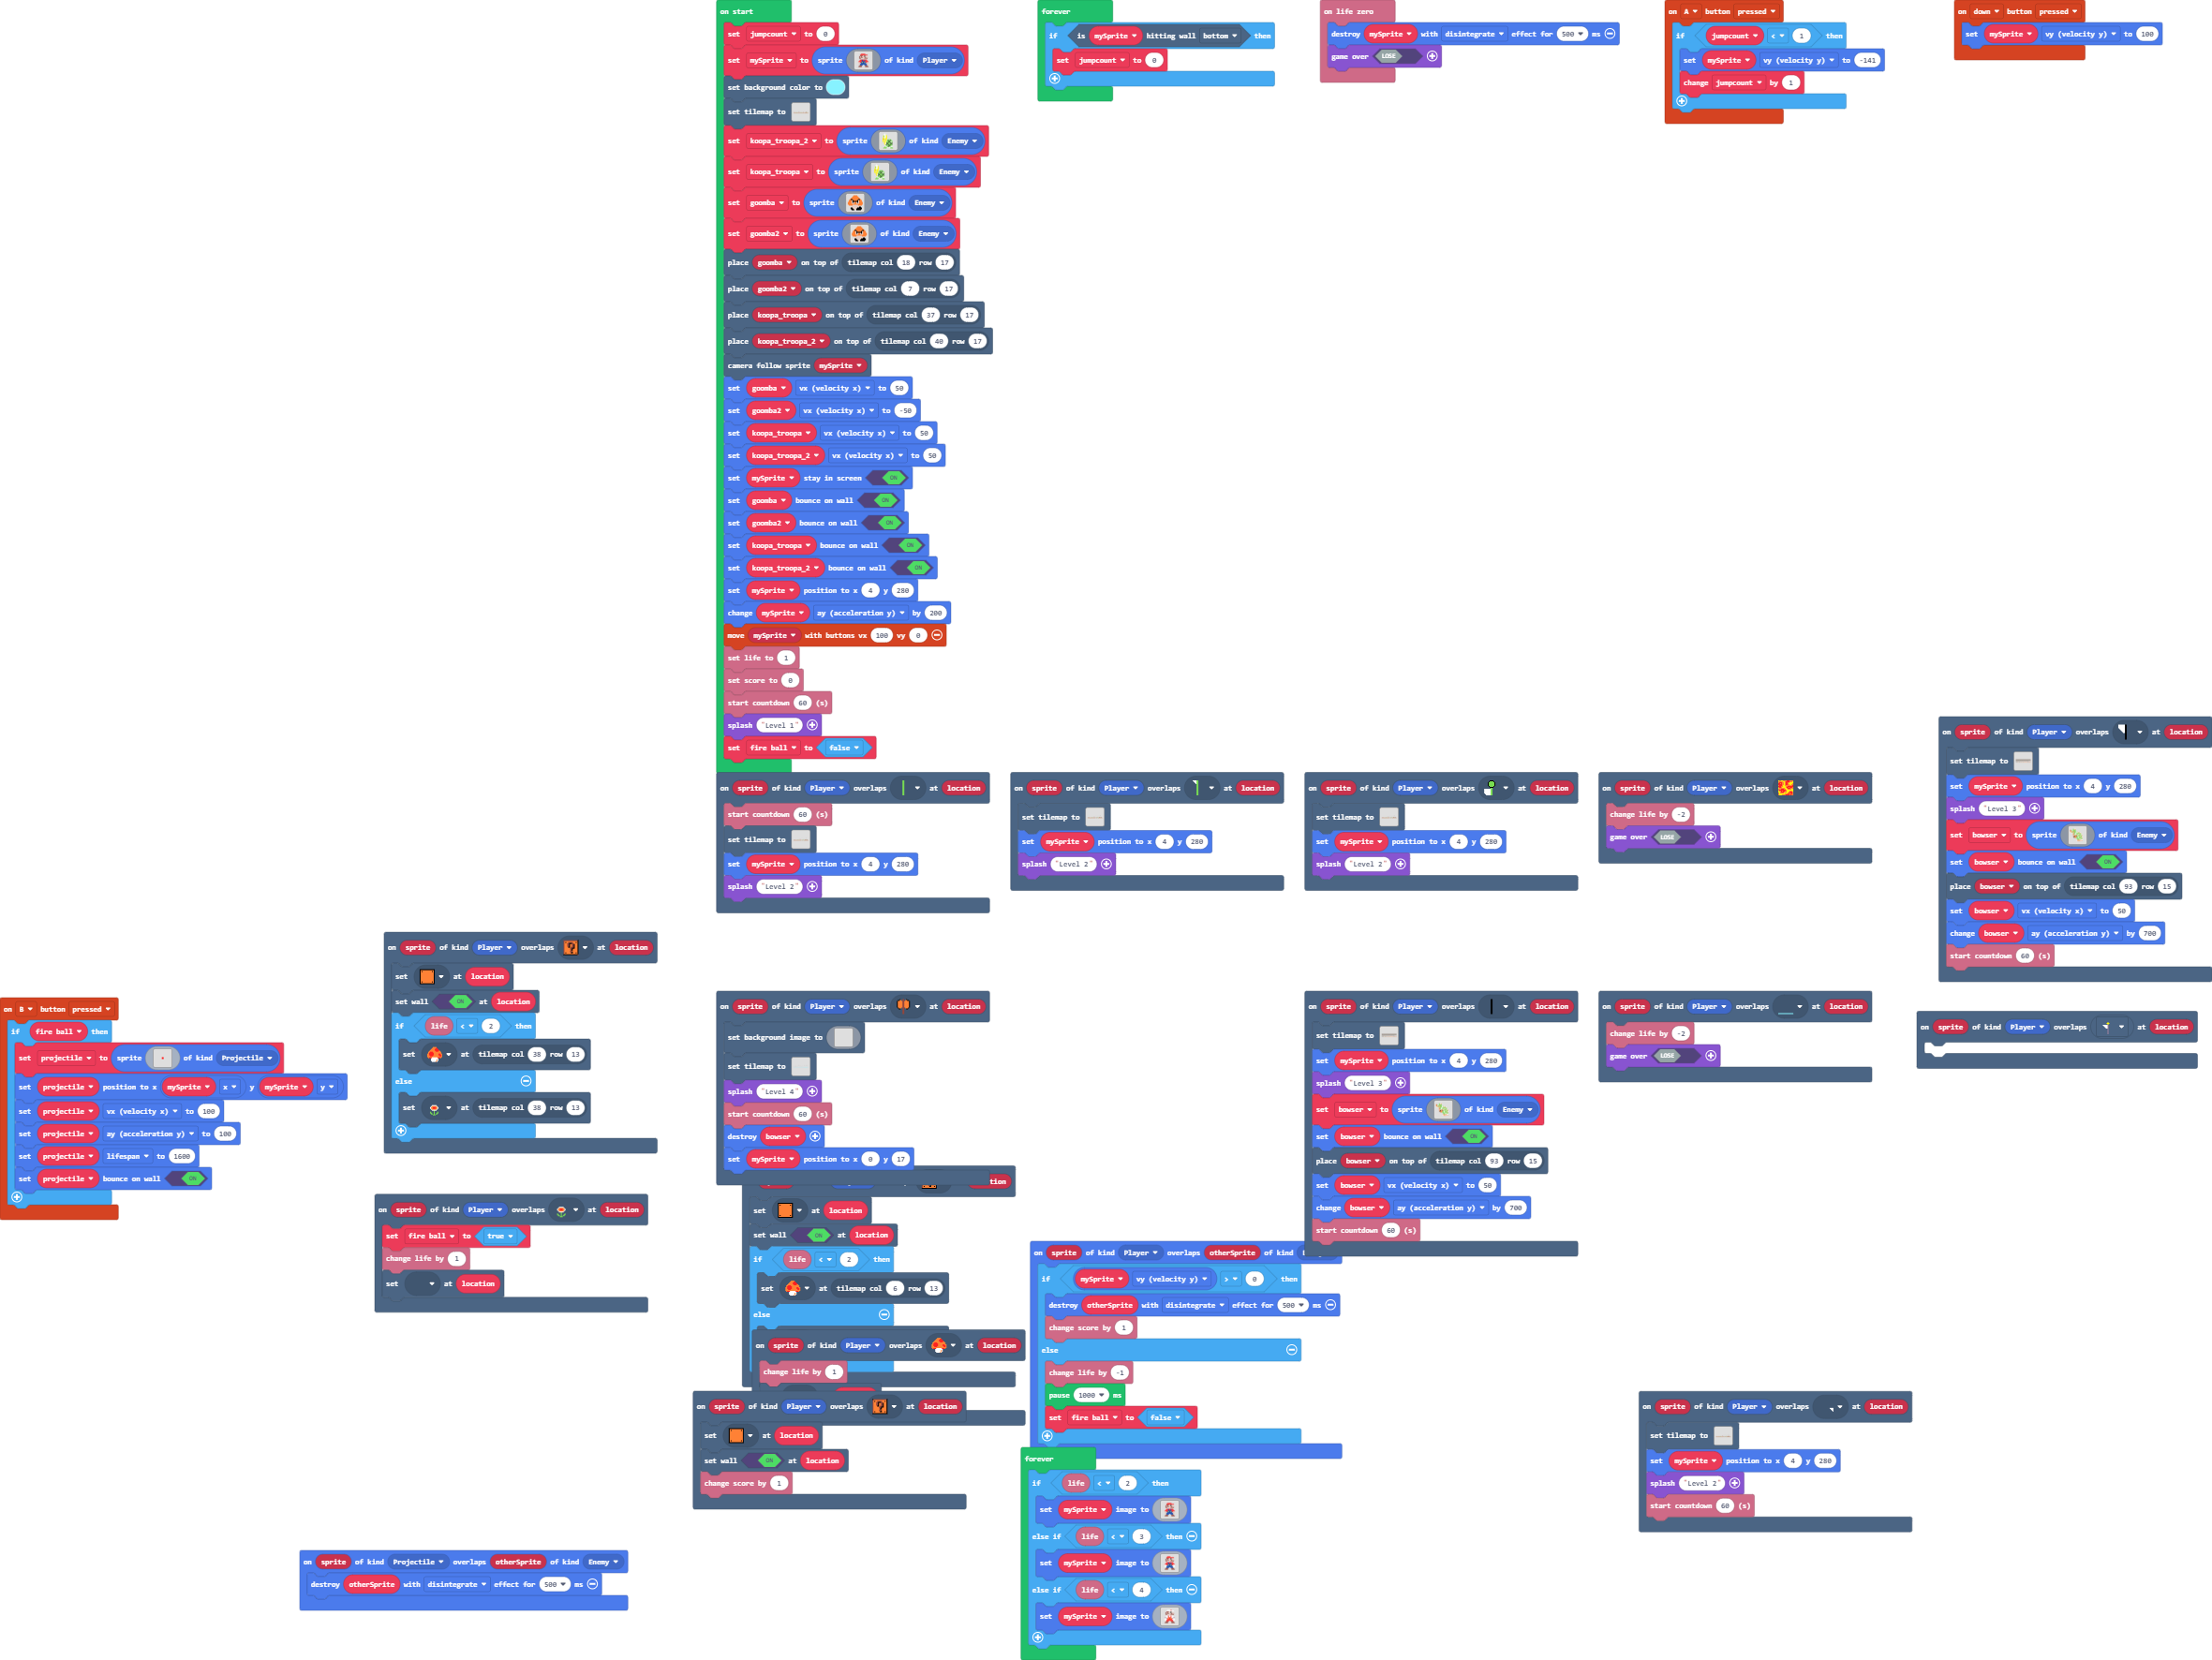 on start
set jumpcount to 0
set mySprite to sprite of kind Player
set background color to
set tilemap to
set koopa_troopa_2 to sprite of kind Enemy
set koopa_troopa to sprite of kind Enemy
set goomba to sprite of kind Enemy
set goomba2 to sprite of kind Enemy
place goomba on top of tilemap col 18 row 17
place goomba2 on top of tilemap col 7 row 17
place koopa_troopa on top of tilemap col 37 row 17
place koopa_troopa_2 on top of tilemap col 40 row 17
camera follow sprite mySprite
set goomba vx (velocity x) to 50
set goomba2 vx (velocity x) to -50
set koopa_troopa vx (velocity x) to 50
set koopa_troopa_2 vx (velocity x) to 50
set mySprite stay in screen ON
set goomba bounce on wall ON
set goomba2 bounce on wall ON
set koopa_troopa bounce on wall ON
set koopa_troopa_2 bounce on wall ON
set mySprite position to x 4 y 280
change mySprite ay (acceleration y) by 200
move mySprite with buttons vx 100 vy 0
set life to 1
set score to 0
start countdown 60 (s)
splash "Level 1"
set fire ball to false
forever
if is mySprite hitting wall bottom then
set jumpcount to 0
on life zero
destroy mySprite with disintegrate effect for 500 ms
game over LOSE
on A button pressed
if jumpcount < 1 then
set mySprite vy (velocity y) to -141
change jumpcount by 1
on down button pressed
set mySprite vy (velocity y) to 100
on sprite of kind Player overlaps at location
start countdown 60 (s)
set tilemap to
set mySprite position to x 4 y 280
splash "Level 2"
on sprite of kind Player overlaps at location
set tilemap to
set mySprite position to x 4 y 280
splash "Level 2"
on sprite of kind Player overlaps at location
set tilemap to
set mySprite position to x 4 y 280
splash "Level 2"
on sprite of kind Player overlaps at location
change life by -2
game over LOSE
on sprite of kind Player overlaps at location
set tilemap to
set mySprite position to x 4 y 280
splash "Level 3"
set bowser to sprite of kind Enemy
set bowser bounce on wall ON
place bowser on top of tilemap col 93 row 15
set bowser vx (velocity x) to 50
change bowser ay (acceleration y) by 700
start countdown 60 (s)
on B button pressed
if fire ball then
set projectile to sprite of kind Projectile
set projectile position to x mySprite x y mySprite y
set projectile vx (velocity x) to 100
set projectile ay (acceleration y) to 100
set projectile lifespan to 1600
set projectile bounce on wall ON
on sprite of kind Player overlaps at location
set at location
set wall ON at location
if life < 2 then
set at tilemap col 38 row 13
else
set at tilemap col 38 row 13
on sprite of kind Player overlaps at location
set fire ball to true
change life by 1
set at location
on sprite of kind Player overlaps at location
set background image to
set tilemap to
splash "Level 4"
start countdown 60 (s)
destroy bowser
set mySprite position to x 0 y 17
set at location
set wall ON at location
if life < 2 then
set at tilemap col 6 row 13
else
on sprite of kind Player overlaps at location
change life by 1
on sprite of kind Player overlaps at location
set at location
set wall ON at location
change score by 1
on sprite of kind Player overlaps otherSprite of kind
if mySprite vy (velocity y) > 0 then
destroy otherSprite with disintegrate effect for 500 ms
change score by 1
else
change life by -1
pause 1000 ms
set fire ball to false
forever
if life < 2 then
set mySprite image to
else if life < 3 then
set mySprite image to
else if life < 4 then
set mySprite image to
on sprite of kind Player overlaps at location
set tilemap to
set mySprite position to x 4 y 280
splash "Level 3"
set bowser to sprite of kind Enemy
set bowser bounce on wall ON
place bowser on top of tilemap col 93 row 15
set bowser vx (velocity x) to 50
change bowser ay (acceleration y) by 700
start countdown 60 (s)
on sprite of kind Player overlaps at location
change life by -2
game over LOSE
on sprite of kind Player overlaps at location
on sprite of kind Player overlaps at location
set tilemap to
set mySprite position to x 4 y 280
splash "Level 2"
start countdown 60 (s)
on sprite of kind Projectile overlaps otherSprite of kind Enemy
destroy otherSprite with disintegrate effect for 500 ms